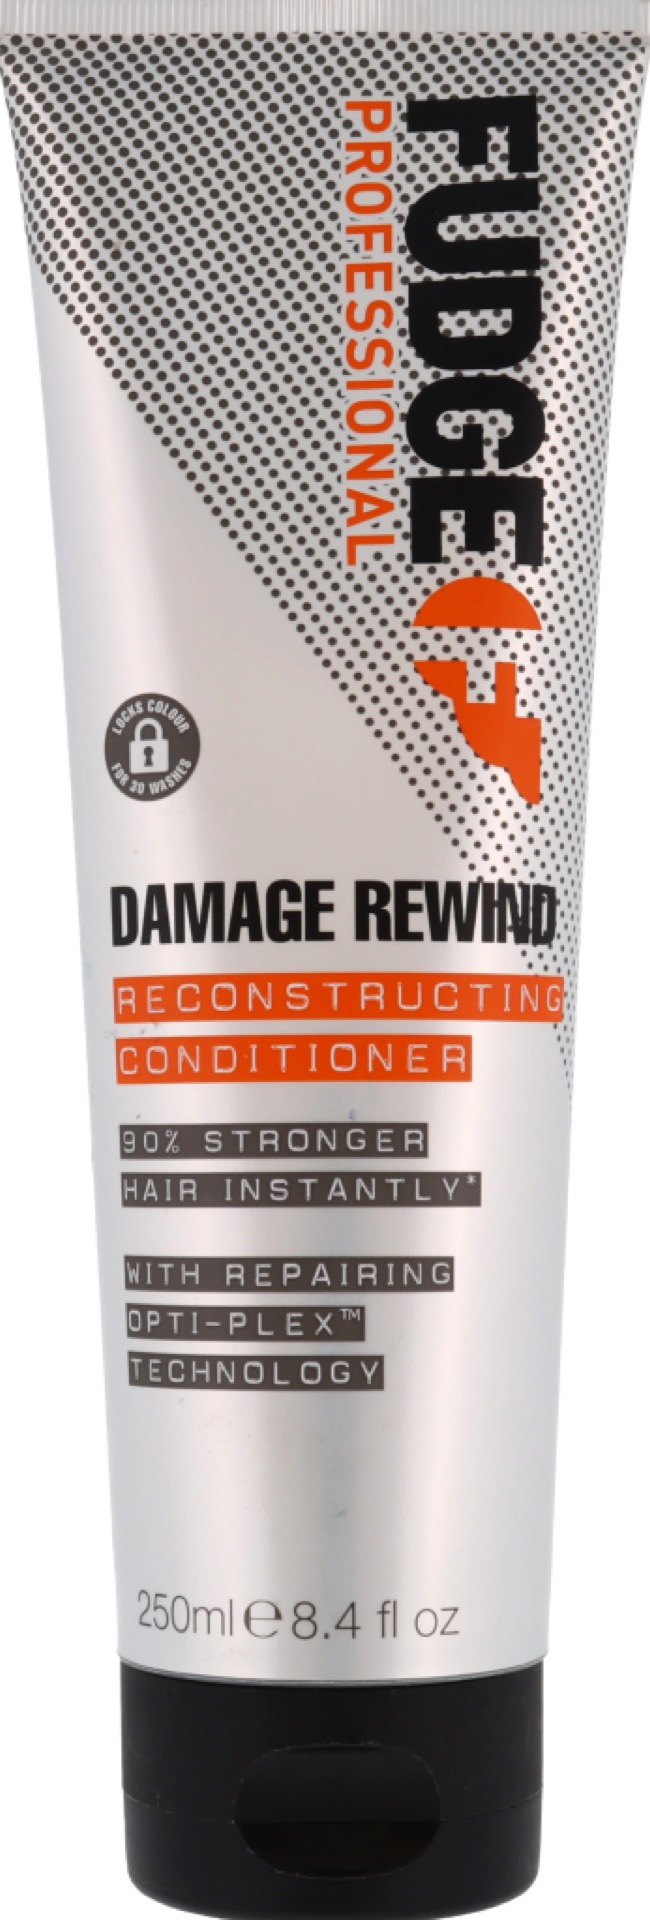 FUDGE
PROFESSIONAL
LOCKS COLOUR
FOR 30 WASHES
DAMAGE REWIND
RECONSTRUCTING
CONDITIONER
90% STRONGER
HAIR INSTANTLY*
WITH REPAIRING
OPTI-PLEX™
TECHNOLOGY
250ml℮8.4 fl oz